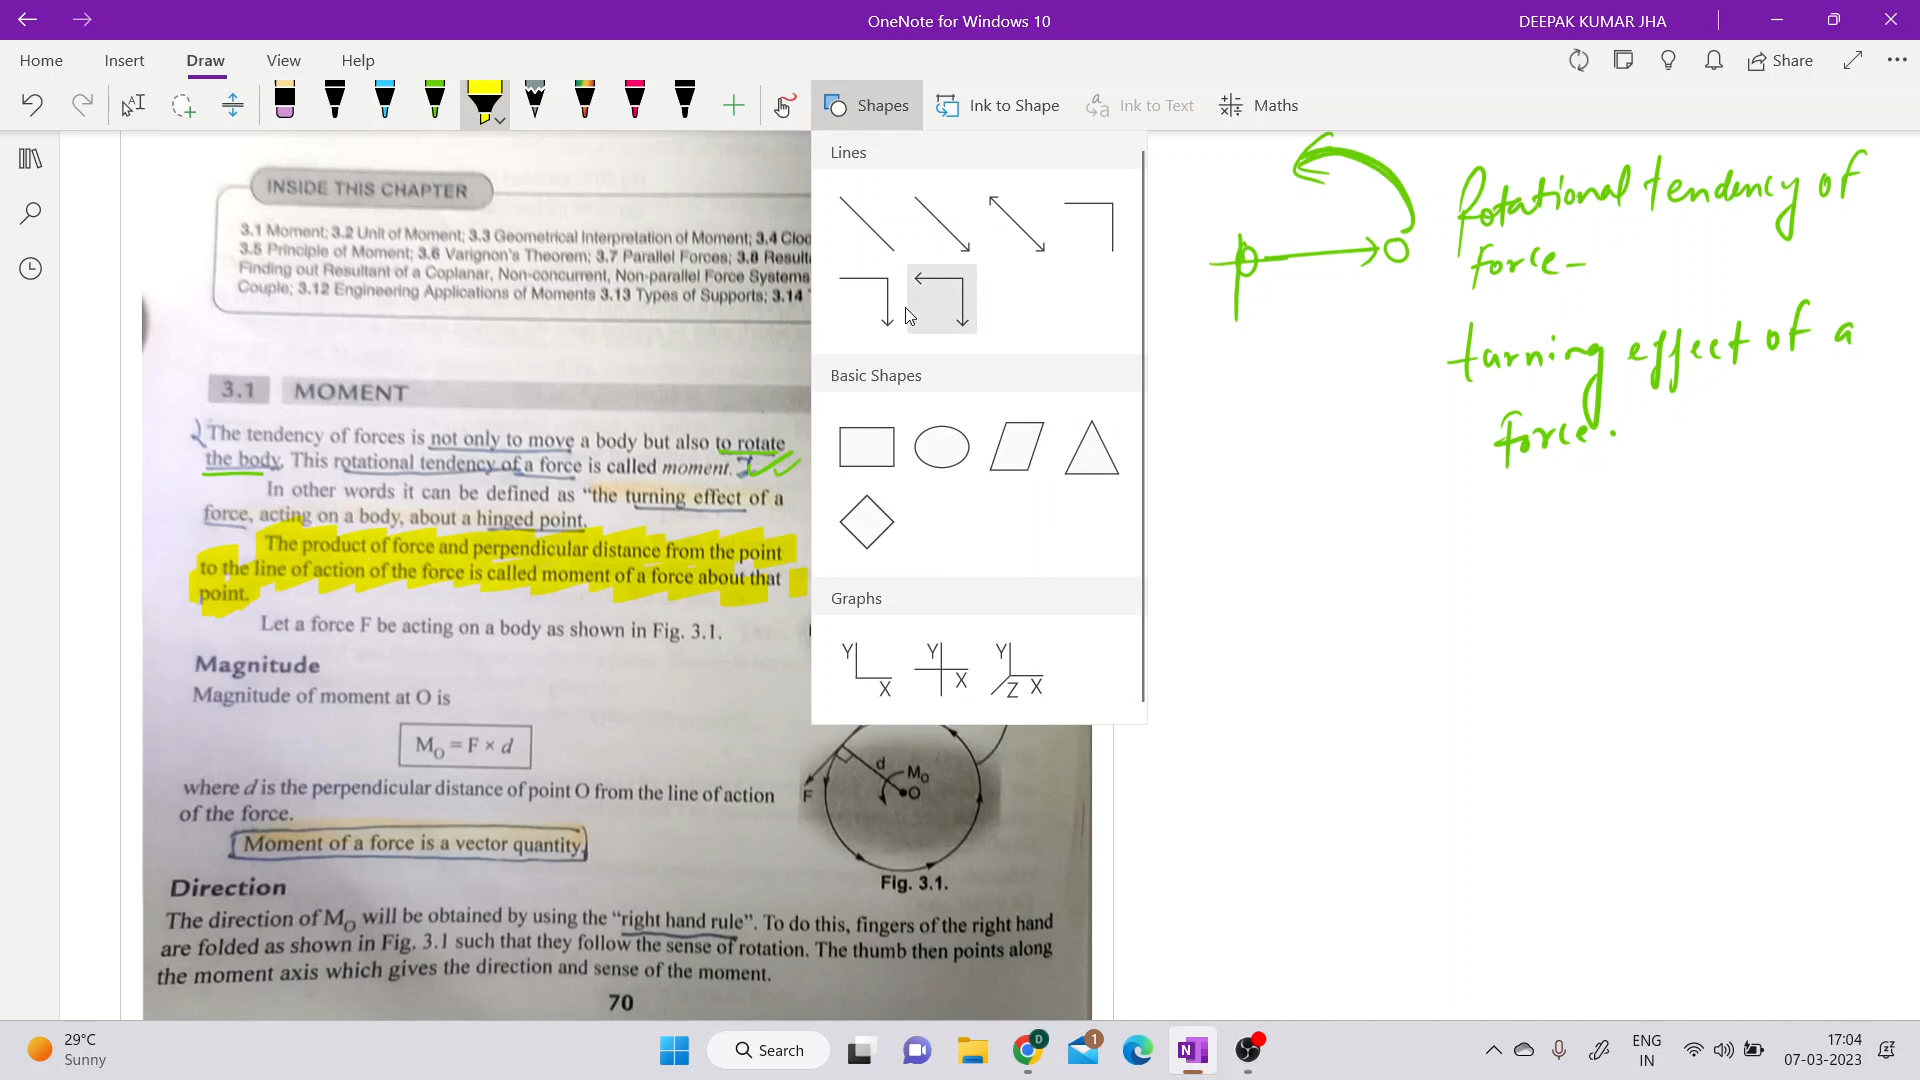 OneNote for Windows 10
DEEPAK KUMAR JHA
Home Insert Draw View Help
Share
Shapes
Ink to Shape
Ink to Text
Maths
Lines
Basic Shapes
Graphs
Y X
Y X
Y Z X
INSIDE THIS CHAPTER
3.1 Moment; 3.2 Unit of Moment; 3.3 Geometrical Interpretation of Moment; 3.4
3.5 Principle of Moment; 3.6 Varignon's Theorem; 3.7 Parallel Forces; 3.8
Finding out Resultant of a Coplanar, Non-concurrent, Non-parallel Force Systems
Couple; 3.12 Engineering Applications of Moments 3.13 Types of Supports; 3.14
3.1 MOMENT
The tendency of forces is not only to move a body but also to rotate
the body. This rotational tendency of a force is called moment.
In other words it can be defined as "the turning effect of a
force, acting on a body, about a hinged point.
The product of force and perpendicular distance from the point
to the line of action of the force is called moment of a force about that
point.
Let a force F be acting on a body as shown in Fig. 3.1.
Magnitude
Magnitude of moment at O is
MO = F × d
where d is the perpendicular distance of point O from the line of action
of the force.
Moment of a force is a vector quantity.
d
MO
O
F
Fig. 3.1.
Direction
The direction of MO will be obtained by using the "right hand rule". To do this, fingers of the right hand
are folded as shown in Fig. 3.1 such that they follow the sense of rotation. The thumb then points along
the moment axis which gives the direction and sense of the moment.
70
Rotational tendency of
force-
turning effect of a
force.
29°C
Sunny
Search
D
1
N
ENG
IN
17:04
07-03-2023